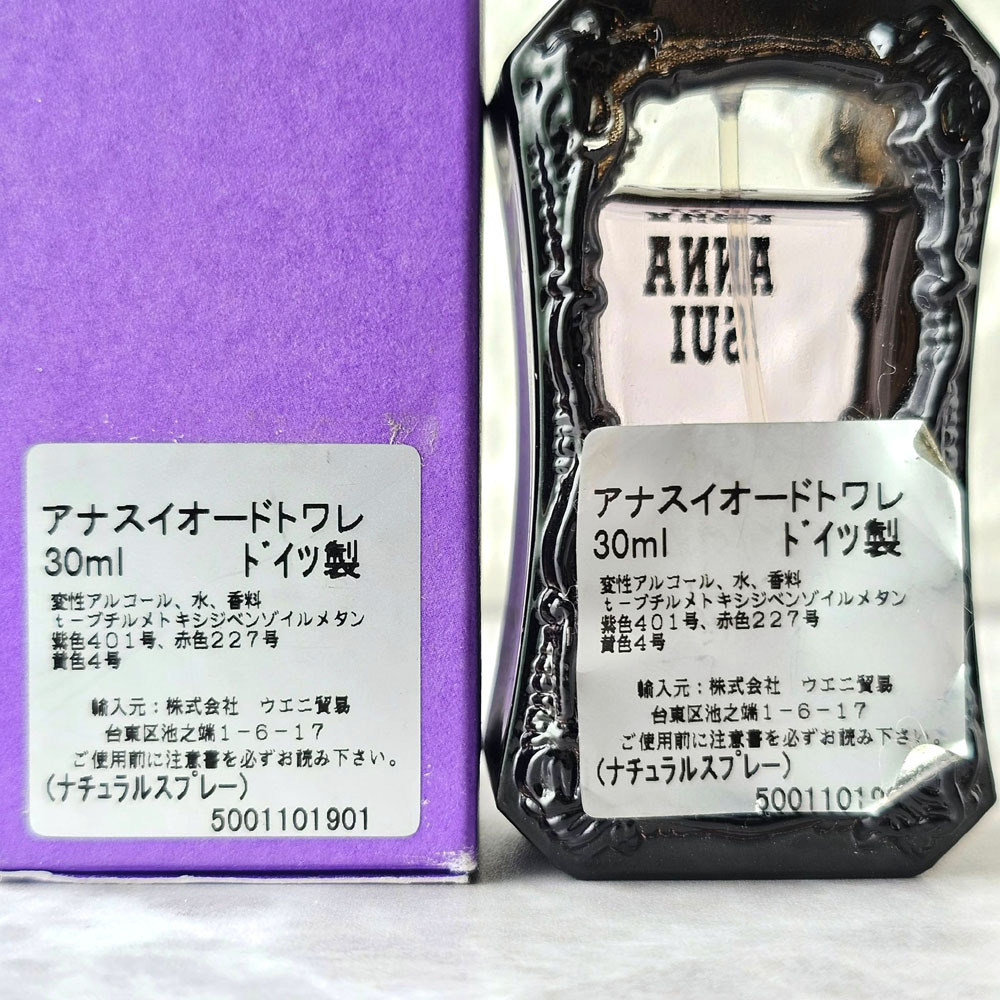 アナスイオードトワレ
30ml ドイツ製
変性アルコール、水、香料
t-ブチルメトキシジベンゾイルメタン
紫色401号、赤色227号
黄色4号
輸入元：株式会社 ウエニ貿易
台東区池之端1-6-17
ご使用前に注意書を必ずお読み下さい。
(ナチュラルスプレー)
5001101901
ANNA
SUI
アナスイオードトワレ
30ml ドイツ製
変性アルコール、水、香料
t-ブチルメトキシジベンゾイルメタン
紫色401号、赤色227号
黄色4号
輸入元：株式会社 ウエニ貿易
台東区池之端1-6-17
ご使用前に注意書を必ずお読み下さい。
(ナチュラルスプレー)